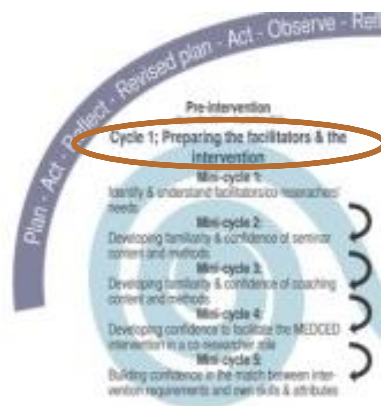 Plan - Act - Reflect - Revised plan - Act - Observe - Ref
Pre-intervention
Cycle 1; Preparing the facilitators & the
intervention
Mini-cycle 1:
Identify & understand facilitators/co researchers'
needs
Mini-cycle 2:
Developing familiarity & confidence of seminar
content and methods
Mini-cycle 3:
Developing familiarity & confidence of coaching
content and methods
Mini-cycle 4:
Developing confidence to facilitate the MEDCED
intervention in a co researcher role
Mini-cycle 5:
Building confidence in the match between inter-
vention requirements and own skills & attributes